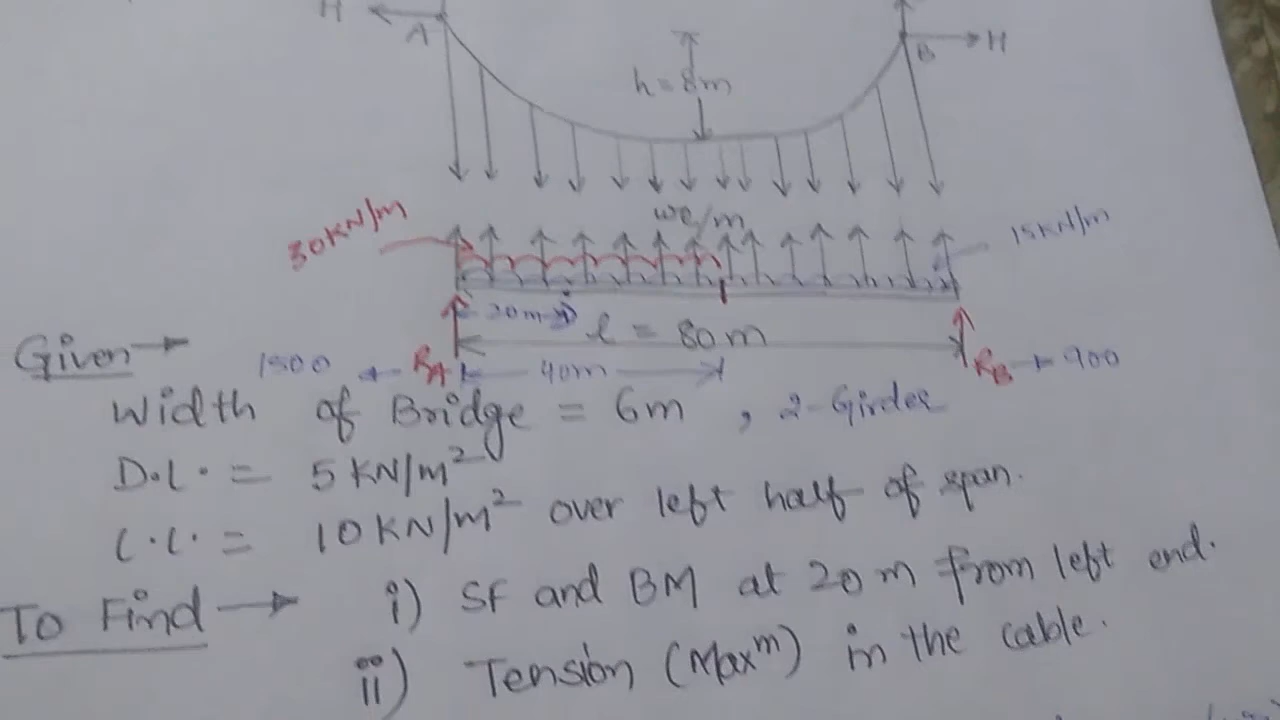 H A B H
h = 8m
we/m
30KN/m 15KN/m
20m
l = 80m
Given → 1500 ← RA 40m RB → 900
Width of Bridge = 6m , 2-Girder
D.L. = 5 KN/m²
L.L. = 10KN/m² over left half of span.
To Find → i) SF and BM at 20m from left end.
ii) Tension (Maxᵐ) in the cable.